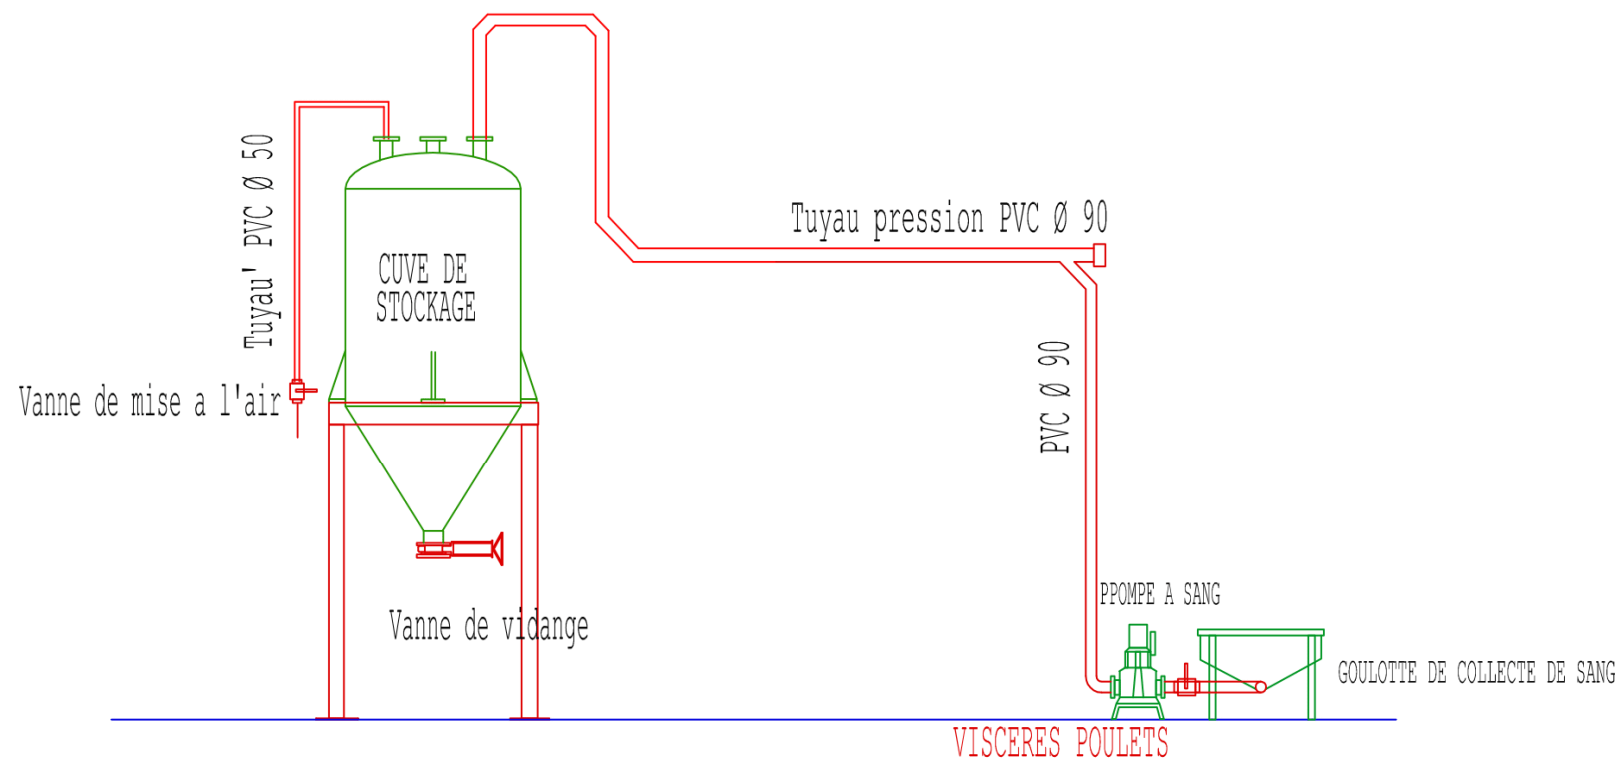 Tuyau' PVC Ø 50
Tuyau pression PVC Ø 90
CUVE DE
STOCKAGE
PVC Ø 90
Vanne de mise a l'air
PPOMPE A SANG
Vanne de vidange
GOULOTTE DE COLLECTE DE SANG
VISCERES POULETS